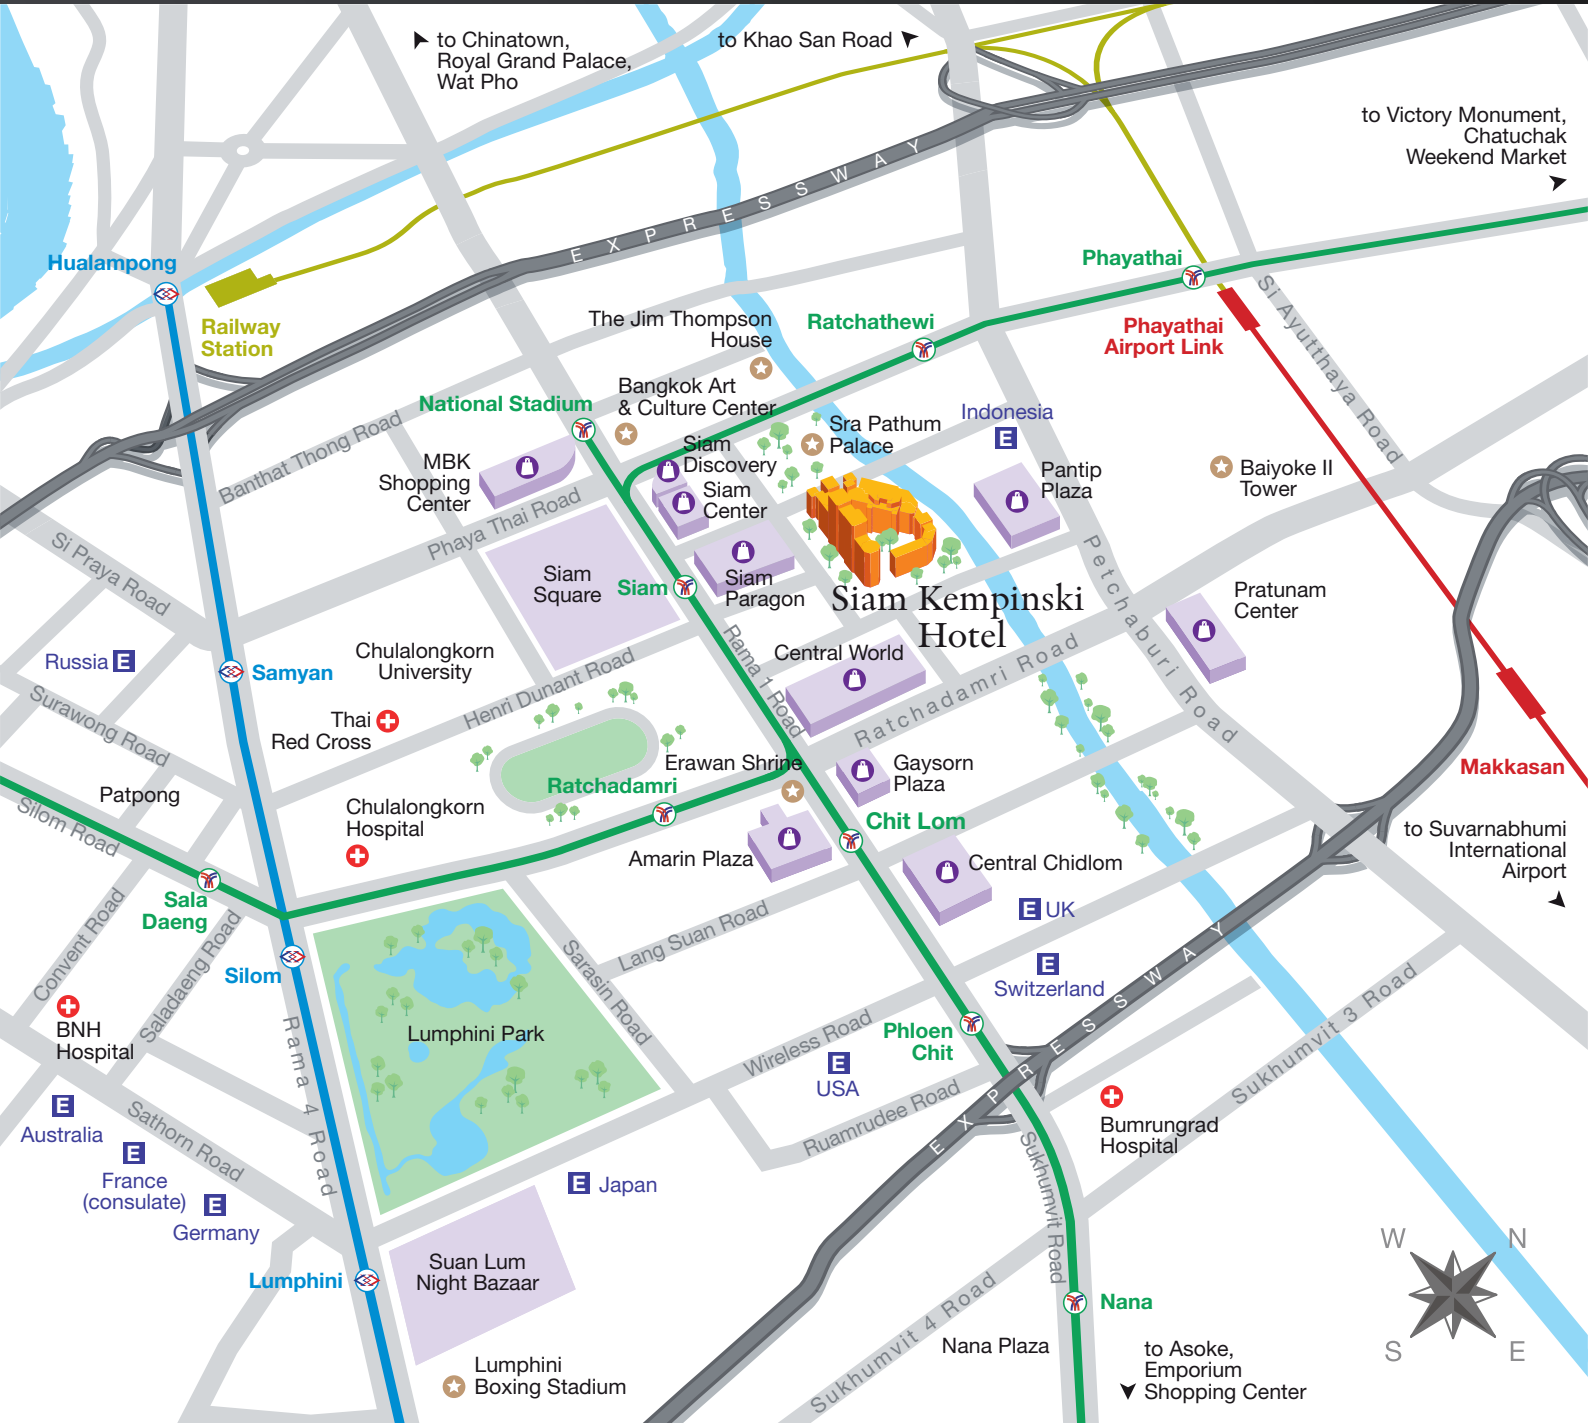 to Chinatown,
Royal Grand Palace,
Wat Pho
to Khao San Road
to Victory Monument,
Chatuchak
Weekend Market
EXPRESSWAY
Hualampong
Railway
Station
Phayathai
Phayathai
Airport Link
Si Ayutthaya Road
The Jim Thompson
House
Ratchathewi
Bangkok Art
& Culture Center
National Stadium
Siam
Discovery
Siam
Center
Sra Pathum
Palace
Indonesia
E
Pantip
Plaza
Baiyoke II
Tower
Banthat Thong Road
MBK
Shopping
Center
Phaya Thai Road
Si Praya Road
Siam
Square
Siam
Siam
Paragon
Siam Kempinski
Hotel
Petchaburi Road
Pratunam
Center
Russia E
Samyan
Chulalongkorn
University
Henri Dunant Road
Rama 1 Road
Central World
Ratchadamri Road
Surawong Road
Thai
Red Cross
Erawan Shrine
Gaysorn
Plaza
Makkasan
Patpong
Silom Road
Chulalongkorn
Hospital
Ratchadamri
Chit Lom
to Suvarnabhumi
International
Airport
Amarin Plaza
Central Chidlom
Sala
Daeng
E UK
Convent Road
Saladaeng Road
Silom
Lang Suan Road
Sarasin Road
E
Switzerland
EXPRESSWAY
Sukhumvit 3 Road
BNH
Hospital
Lumphini Park
Rama 4 Road
Wireless Road
Phloen
Chit
E
USA
Ruamrudee Road
Bumrungrad
Hospital
E
Australia
Sathorn Road
E
France
(consulate)
E
Germany
E Japan
Sukhumvit Road
Lumphini
Suan Lum
Night Bazaar
Sukhumvit 4 Road
Nana
Nana Plaza
to Asoke,
Emporium
Shopping Center
Lumphini
Boxing Stadium
W N
S E